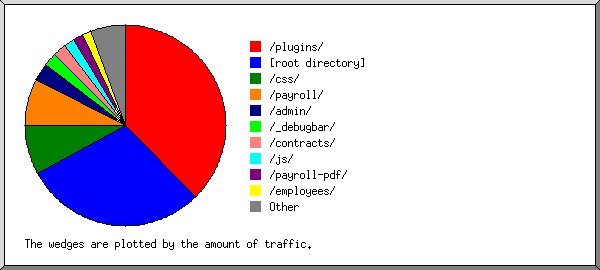 /plugins/
[root directory]
/css/
/payroll/
/admin/
/_debugbar/
/contracts/
/js/
/payroll-pdf/
/employees/
Other
The wedges are plotted by the amount of traffic.